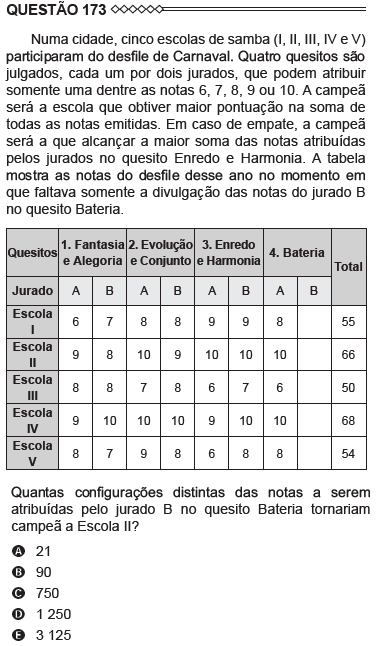 QUESTÃO 173
Numa cidade, cinco escolas de samba (I, II, III, IV e V)
participaram do desfile de Carnaval. Quatro quesitos são
julgados, cada um por dois jurados, que podem atribuir
somente uma dentre as notas 6, 7, 8, 9 ou 10. A campeã
será a escola que obtiver maior pontuação na soma de
todas as notas emitidas. Em caso de empate, a campeã
será a que alcançar a maior soma das notas atribuídas
pelos jurados no quesito Enredo e Harmonia. A tabela
mostra as notas do desfile desse ano no momento em
que faltava somente a divulgação das notas do jurado B
no quesito Bateria.
Quesitos 1. Fantasia e Alegoria 2. Evolução e Conjunto 3. Enredo e Harmonia 4. Bateria Total
Jurado A B A B A B A B
Escola I 6 7 8 8 9 9 8 55
Escola II 9 8 10 9 10 10 10 66
Escola III 8 8 7 8 6 7 6 50
Escola IV 9 10 10 10 9 10 10 68
Escola V 8 7 9 8 6 8 8 54
Quantas configurações distintas das notas a serem
atribuídas pelo jurado B no quesito Bateria tornariam
campeã a Escola II?
A 21
B 90
C 750
D 1 250
E 3 125